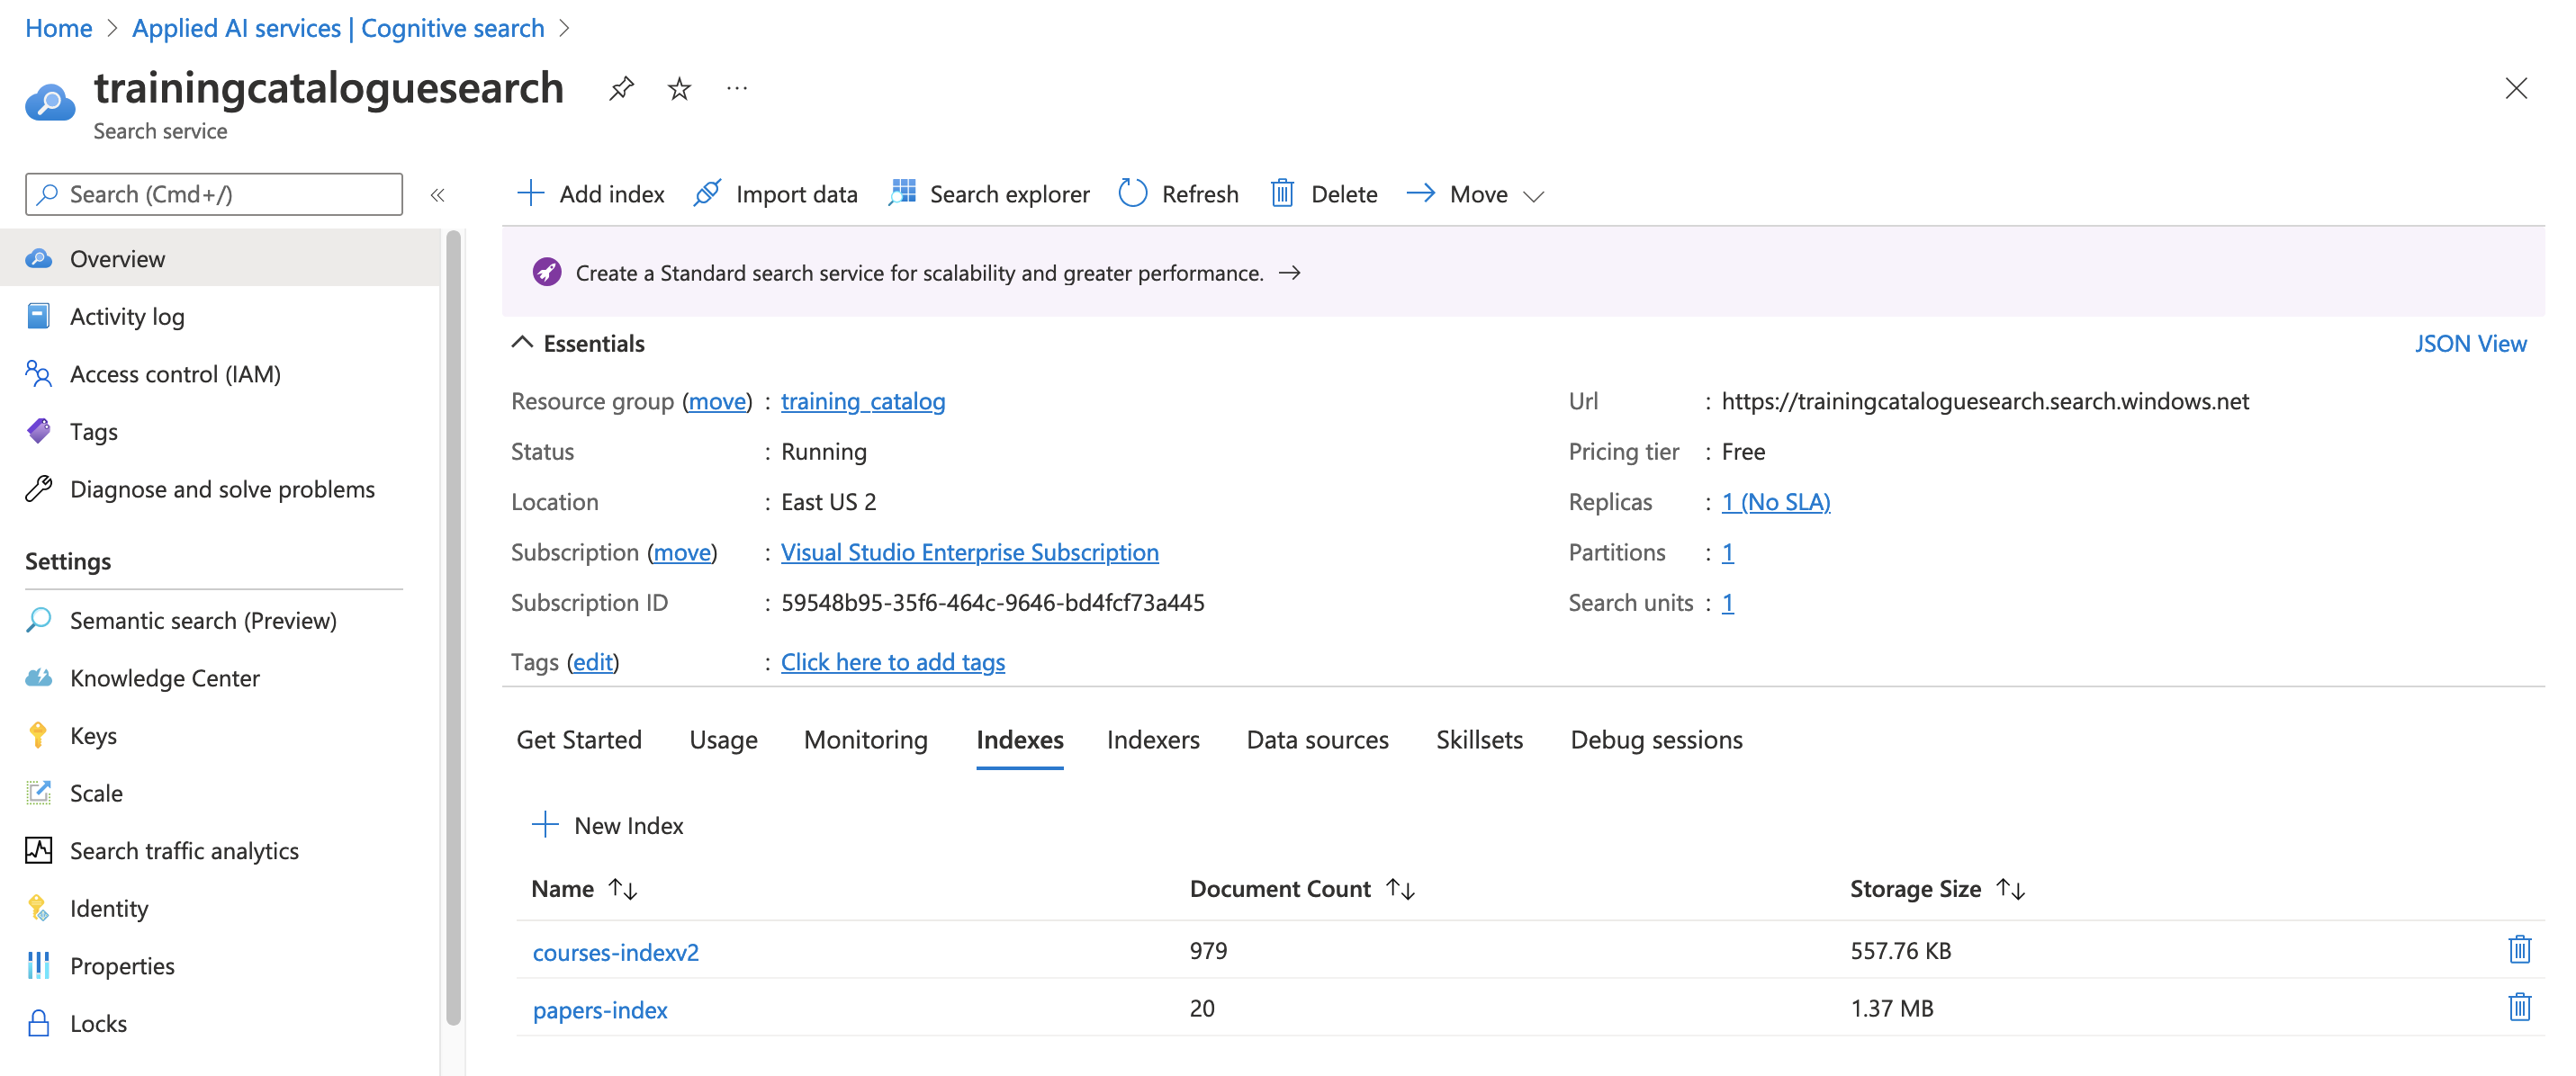 Home > Applied AI services | Cognitive search >
trainingcataloguesearch ...
Search service
Search (Cmd+/)
«
Overview
Activity log
Access control (IAM)
Tags
Diagnose and solve problems
Settings
Semantic search (Preview)
Knowledge Center
Keys
Scale
Search traffic analytics
Identity
Properties
Locks
Add index Import data Search explorer Refresh Delete Move
Create a Standard search service for scalability and greater performance. →
Essentials JSON View
Resource group (move) : training_catalog
Status : Running
Location : East US 2
Subscription (move) : Visual Studio Enterprise Subscription
Subscription ID : 59548b95-35f6-464c-9646-bd4fcf73a445
Tags (edit) : Click here to add tags
Url : https://trainingcataloguesearch.search.windows.net
Pricing tier : Free
Replicas : 1 (No SLA)
Partitions : 1
Search units : 1
Get Started Usage Monitoring Indexes Indexers Data sources Skillsets Debug sessions
New Index
Name ↑↓ Document Count ↑↓ Storage Size ↑↓
courses-indexv2 979 557.76 KB
papers-index 20 1.37 MB